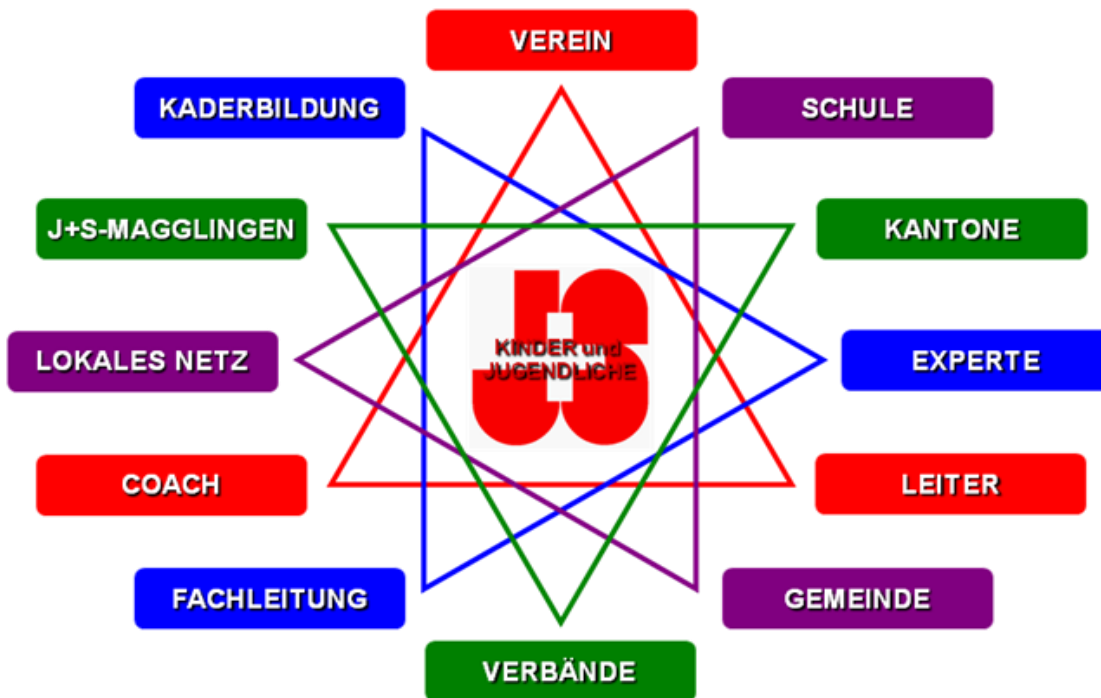 VEREIN
KADERBILDUNG
SCHULE
J+S-MAGGLINGEN
KANTONE
KINDER und
JUGENDLICHE
LOKALES NETZ
EXPERTE
COACH
LEITER
FACHLEITUNG
GEMEINDE
VERBÄNDE